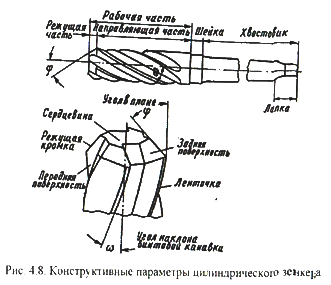 Рабочая часть
Режущая Направляющая часть Шейка Хвостовик
часть
φ
Лапка
Угол в плане
φ
Сердцевина
Режущая
кромка
Задняя
поверхность
Передняя
поверхность
Ленточка
ω
Угол наклона
винтовой канавки
Рис. 4.8. Конструктивные параметры цилиндрического зенкера